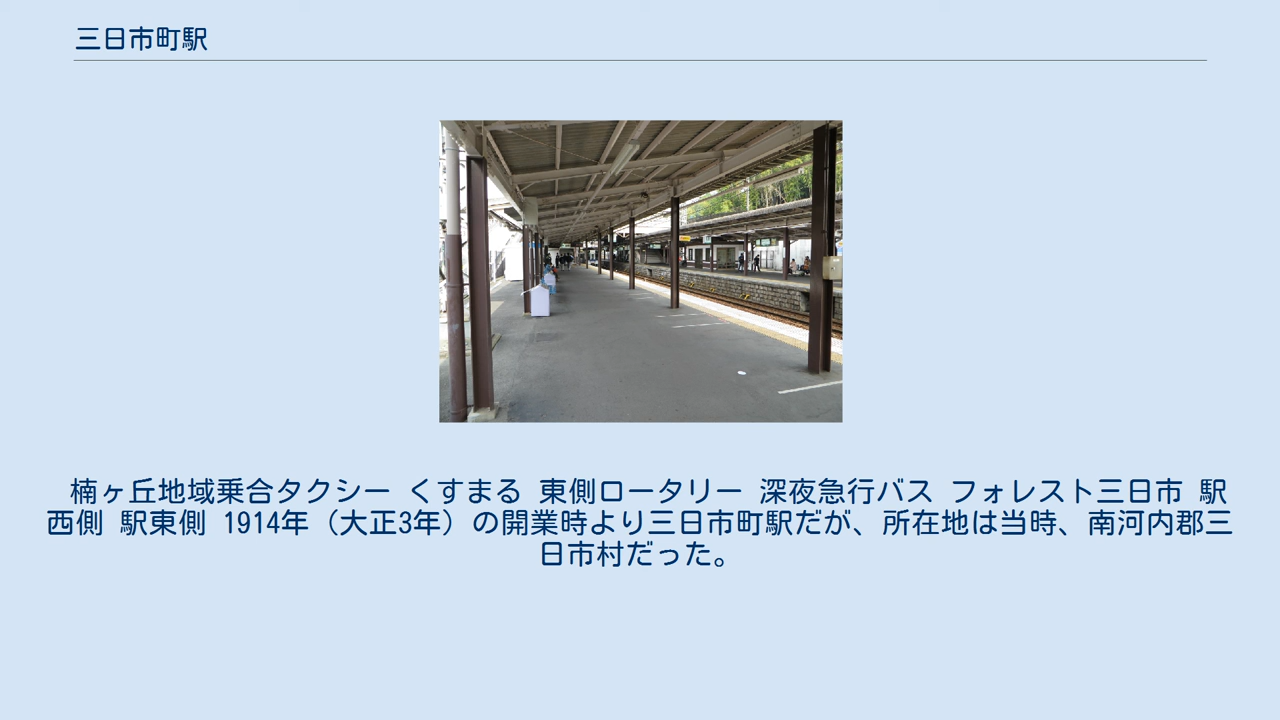 三日市町駅
楠ヶ丘地域乗合タクシー くすまる 東側ロータリー 深夜急行バス フォレスト三日市 駅
西側 駅東側 1914年（大正3年）の開業時より三日市町駅だが、所在地は当時、南河内郡三
日市村だった。